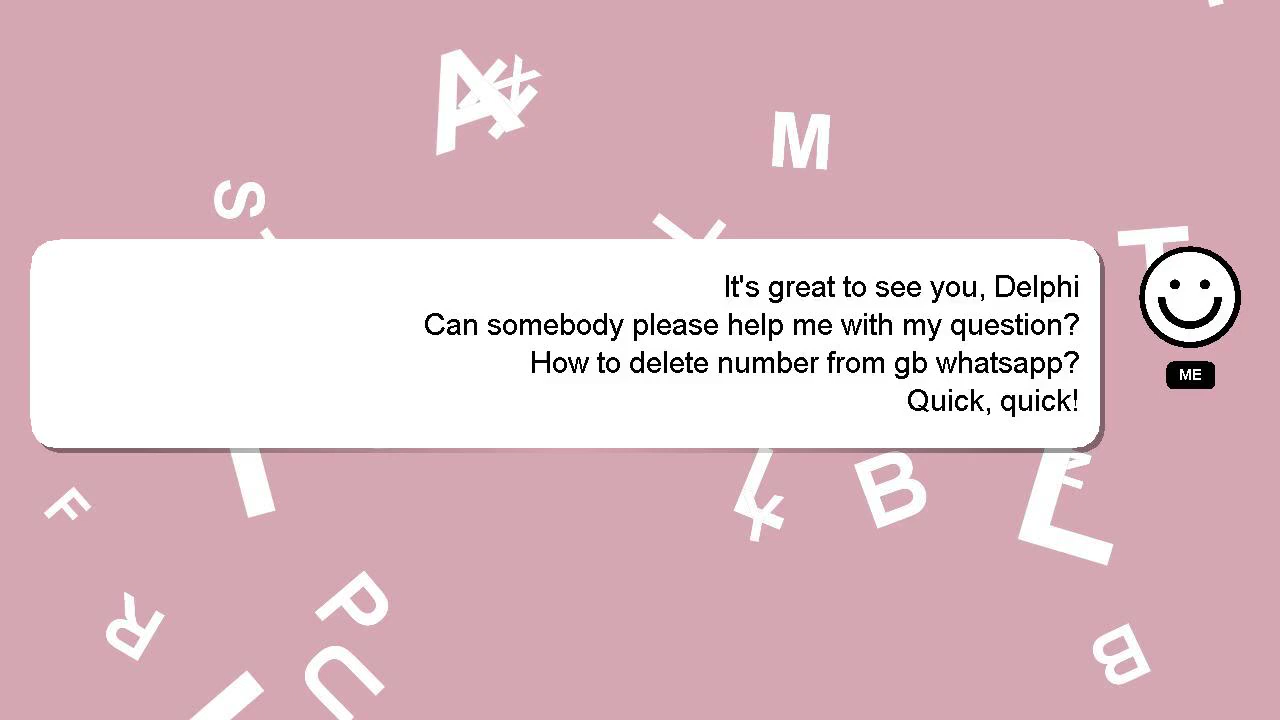 It's great to see you, Delphi
Can somebody please help me with my question?
How to delete number from gb whatsapp?
Quick, quick!
ME
A
M
S
T
F
B
L
R
P
U
B